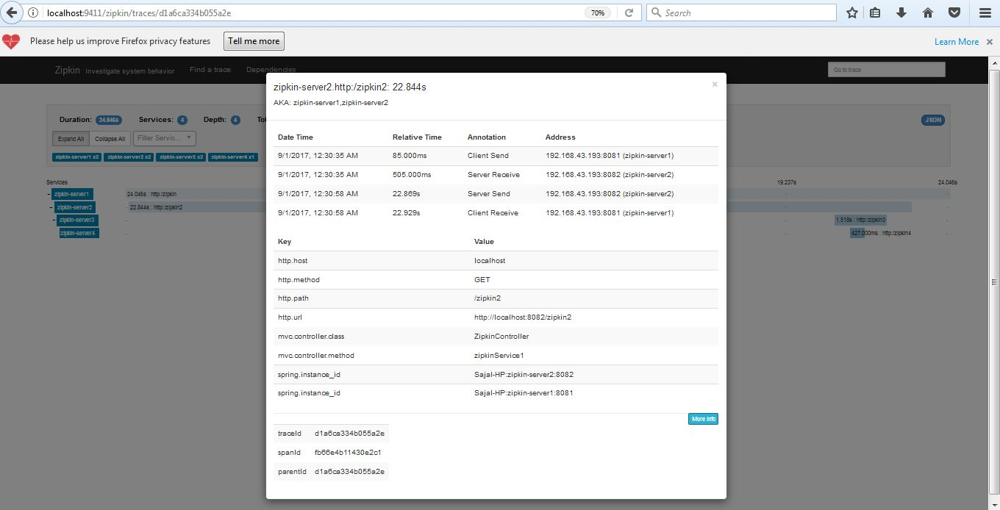 localhost:9411/zipkin/traces/d1a6ca334b055a2e 70% Search
Please help us improve Firefox privacy features Tell me more Learn More
Zipkin Investigate system behavior Find a trace Dependencies Go to trace
zipkin-server2.http:/zipkin2: 22.844s ×
AKA: zipkin-server1,zipkin-server2
Duration: 24.046s Services: 4 Depth: 4 Tot JSON
Expand All Collapse All Filter Servic...
zipkin-server1 x2 zipkin-server2 x2 zipkin-server3 x2 zipkin-server4 x1
Date Time Relative Time Annotation Address
9/1/2017, 12:30:35 AM 85.000ms Client Send 192.168.43.193:8081 (zipkin-server1)
9/1/2017, 12:30:35 AM 505.000ms Server Receive 192.168.43.193:8082 (zipkin-server2)
9/1/2017, 12:30:58 AM 22.869s Server Send 192.168.43.193:8082 (zipkin-server2)
9/1/2017, 12:30:58 AM 22.929s Client Receive 192.168.43.193:8081 (zipkin-server1)
Services 19.237s 24.046s
- zipkin-server1 24.046s : http:/zipkin
- zipkin-server2 22.844s : http:/zipkin2
- zipkin-server3 1.518s : http:/zipkin3
zipkin-server4 427.000ms : http:/zipkin4
Key Value
http.host localhost
http.method GET
http.path /zipkin2
http.url http://localhost:8082/zipkin2
mvc.controller.class ZipkinController
mvc.controller.method zipkinService1
spring.instance_id Sajal-HP:zipkin-server2:8082
spring.instance_id Sajal-HP:zipkin-server1:8081
More Info
traceId d1a6ca334b055a2e
spanId fb66e4b11430e2c1
parentId d1a6ca334b055a2e